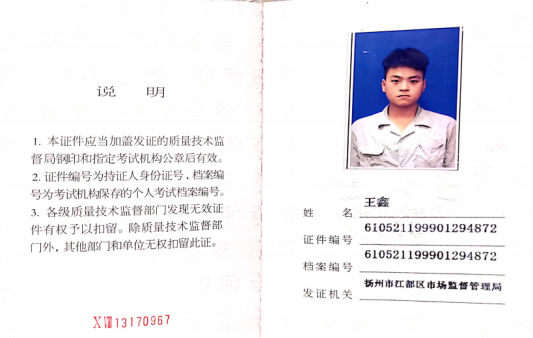 说 明
1. 本证件应当加盖发证的质量技术监
督局钢印和指定考试机构公章后有效。
2. 证件编号为持证人身份证号，档案编
号为考试机构保存的个人考试档案编号。
3. 各级质量技术监督部门发现无效证
件有权予以扣留。除质量技术监督部
门外，其他部门和单位无权扣留此证。
13170967
姓 名 王鑫
证件编号 610521199901294872
档案编号 610521199901294872
发证机关 扬州市江都区市场监督管理局